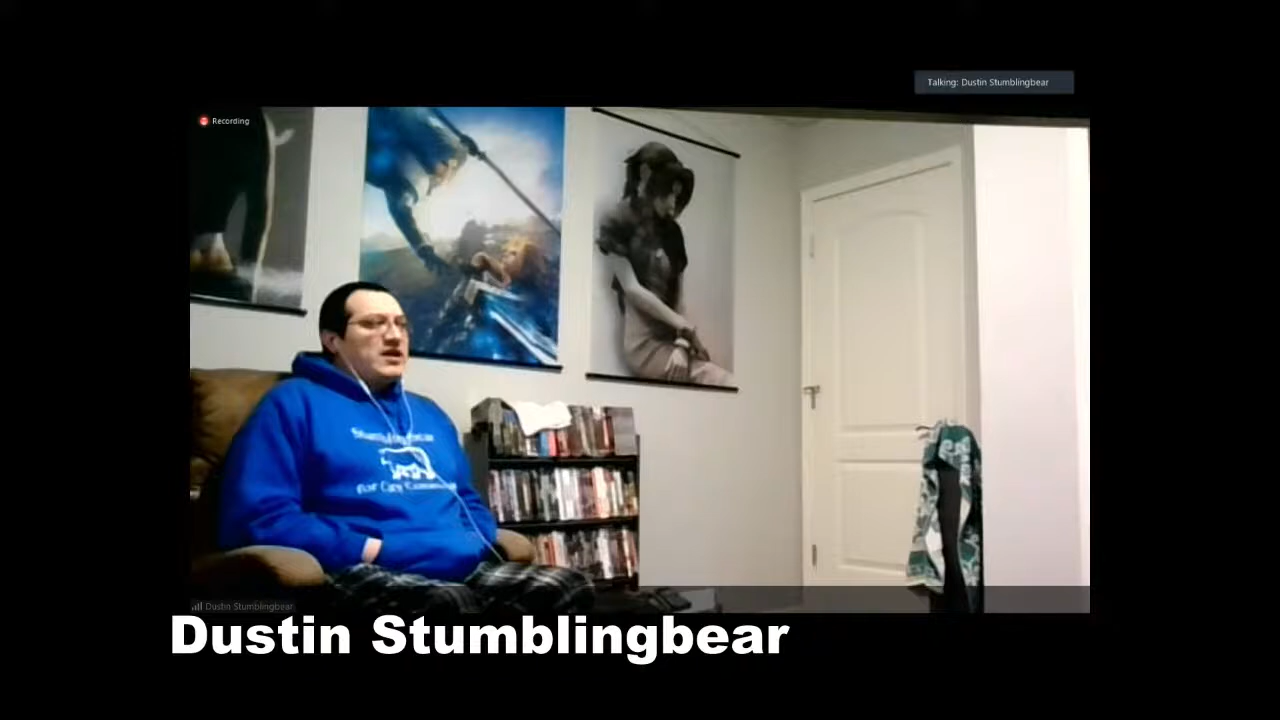 Talking: Dustin Stumblingbear
Recording
Stumblingbear
for City Council
Dustin Stumblingbear
Dustin Stumblingbear